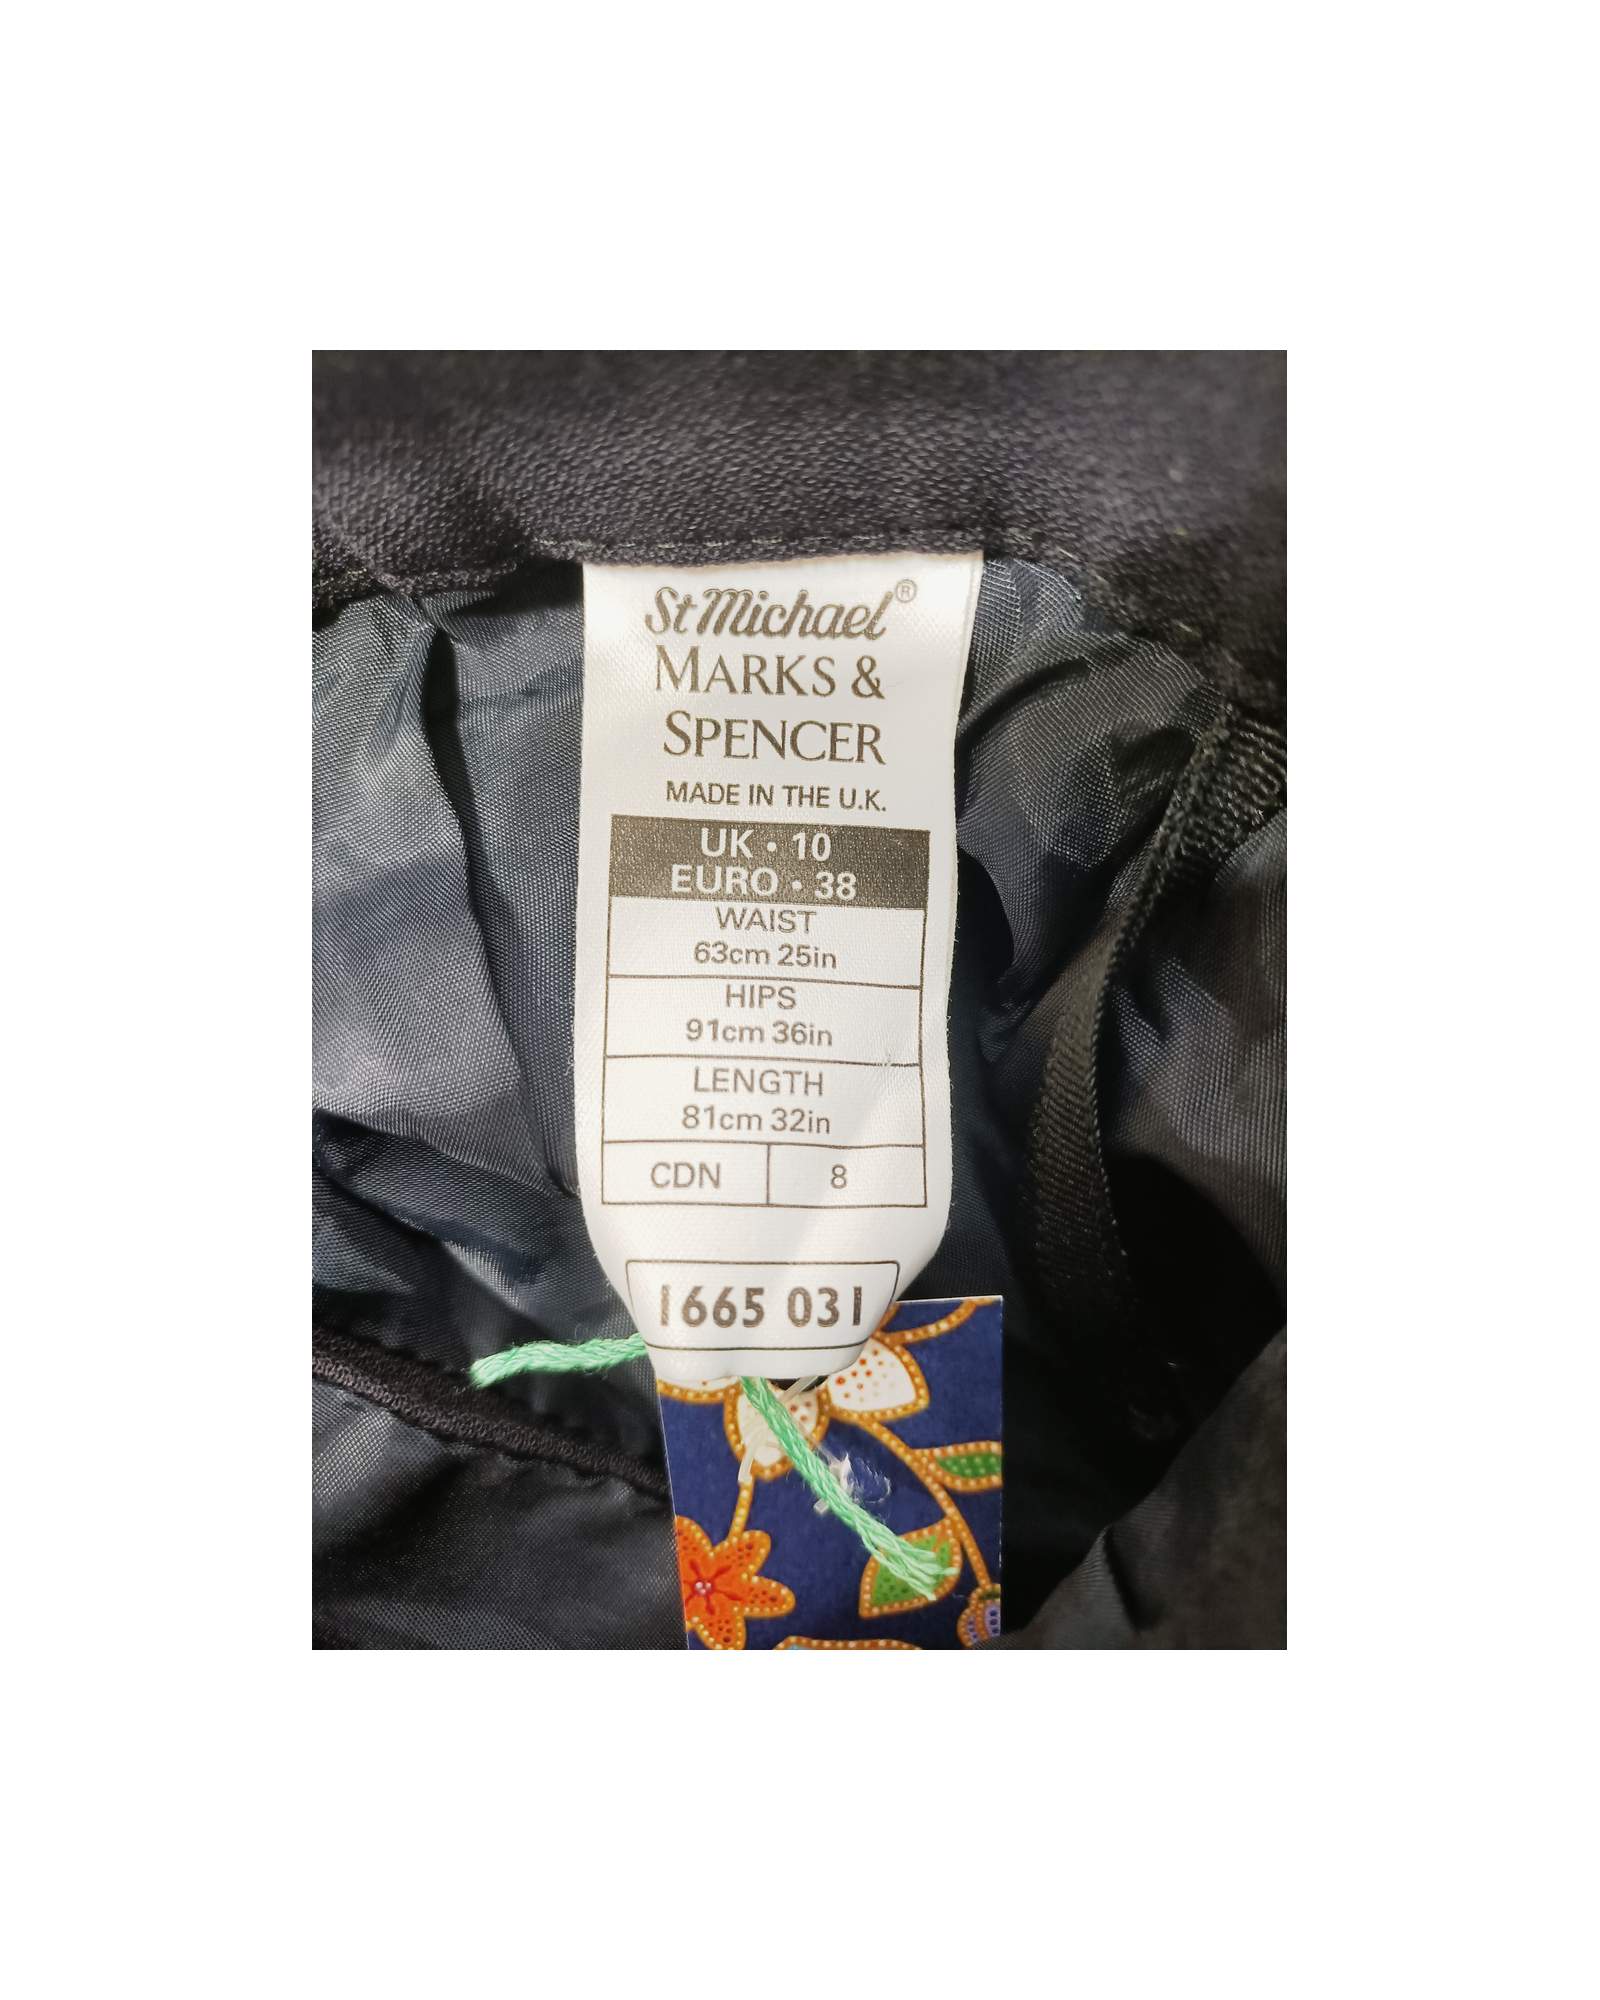 St Michael®
MARKS &
SPENCER
MADE IN THE U.K.
UK • 10
EURO • 38
WAIST
63cm 25in
HIPS
91cm 36in
LENGTH
81cm 32in
CDN 8
1665 031